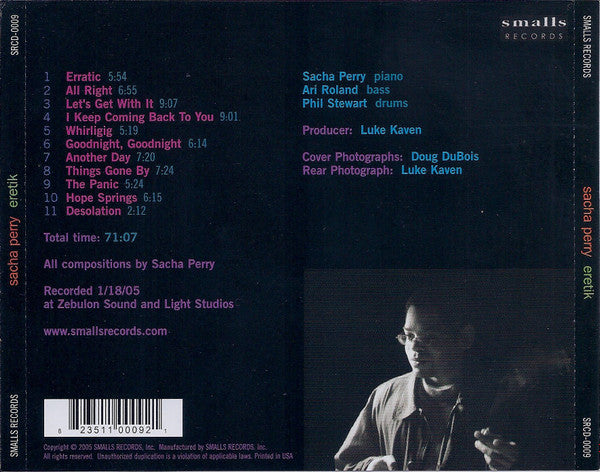 SRCD-0009
sacha perry eretik
SMALLS RECORDS
smalls
RECORDS
1 Erratic 5:54
2 All Right 6:55
3 Let's Get With It 9:07
4 I Keep Coming Back To You 9:01
5 Whirligig 5:19
6 Goodnight, Goodnight 6:14
7 Another Day 7:20
8 Things Gone By 7:24
9 The Panic 5:24
10 Hope Springs 6:15
11 Desolation 2:12
Total time: 71:07
All compositions by Sacha Perry
Recorded 1/18/05
at Zebulon Sound and Light Studios
www.smallsrecords.com
Sacha Perry piano
Ari Roland bass
Phil Stewart drums
Producer: Luke Kaven
Cover Photographs: Doug DuBois
Rear Photograph: Luke Kaven
6 23511 00092 1
Copyright © 2005 SMALLS RECORDS, Inc. Manufactured by SMALLS RECORDS, Inc.
All rights reserved. Unauthorized duplication is a violation of applicable laws. Printed in USA
SMALLS RECORDS
sacha perry eretik
SRCD-0009